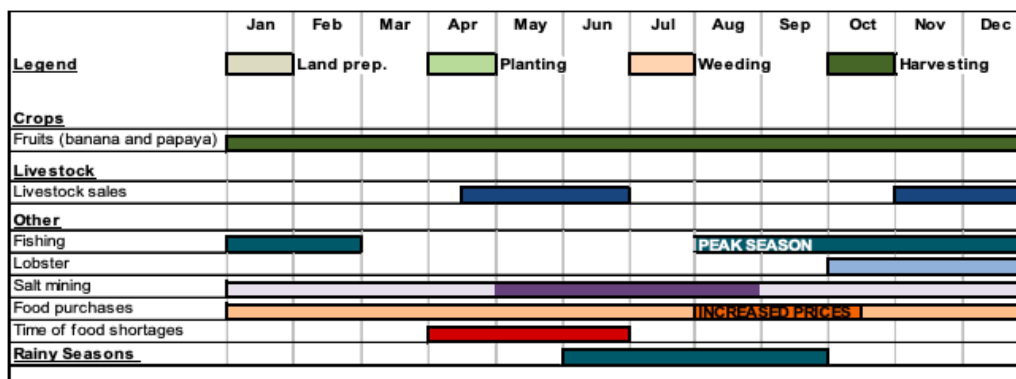 Jan Feb Mar Apr May Jun Jul Aug Sep Oct Nov Dec
Legend Land prep. Planting Weeding Harvesting
Crops
Fruits (banana and papaya)
Livestock
Livestock sales
Other
Fishing PEAK SEASON
Lobster
Salt mining
Food purchases INCREASED PRICES
Time of food shortages
Rainy Seasons